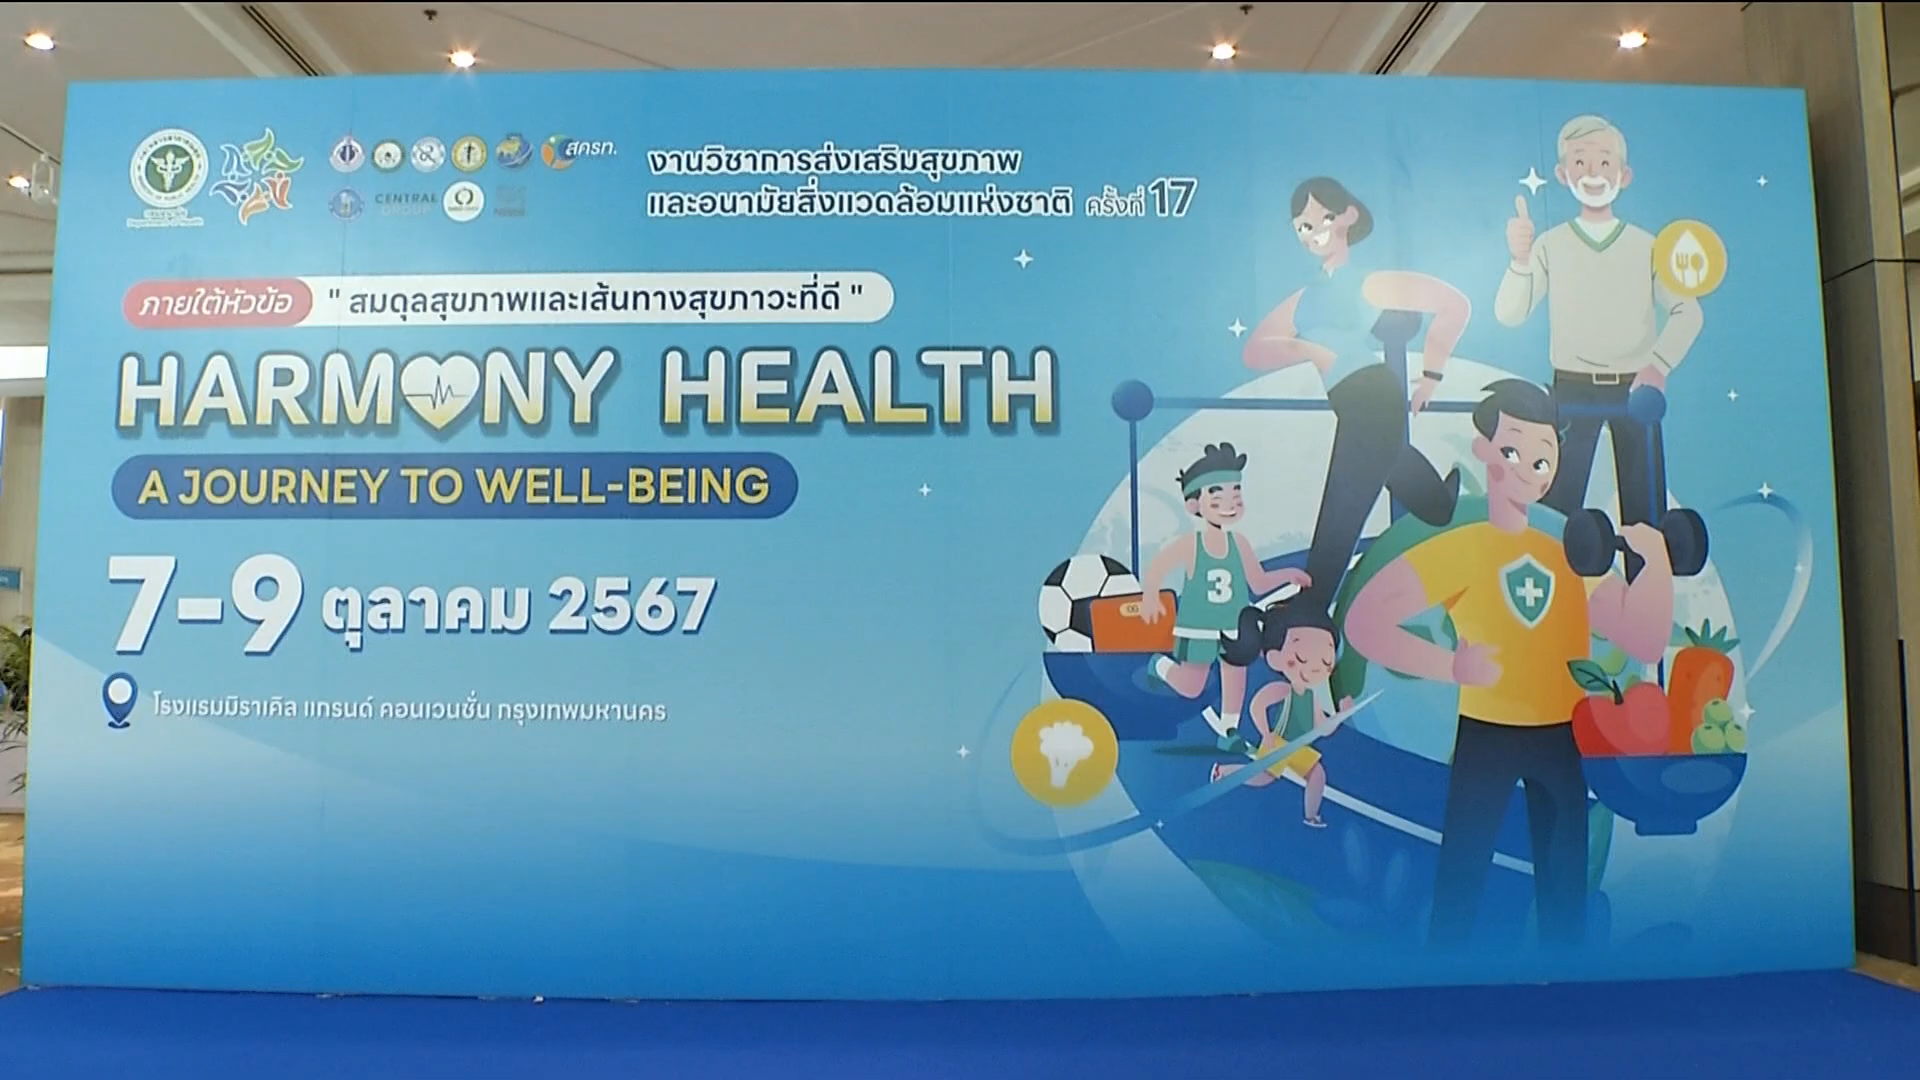 สครท.
CENTRAL
GROUP
งานวิชาการส่งเสริมสุขภาพ
และอนามัยสิ่งแวดล้อมแห่งชาติ ครั้งที่ 17
ภายใต้หัวข้อ " สมดุลสุขภาพและเส้นทางสุขภาวะที่ดี "
HARMONY HEALTH
A JOURNEY TO WELL-BEING
7-9 ตุลาคม 2567
โรงแรมมิราเคิล แกรนด์ คอนเวนชั่น กรุงเทพมหานคร
3